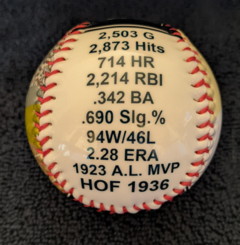 2,503 G
2,873 Hits
714 HR
2,214 RBI
.342 BA
.690 Slg.%
94W/46L
2.28 ERA
1923 A.L. MVP
HOF 1936